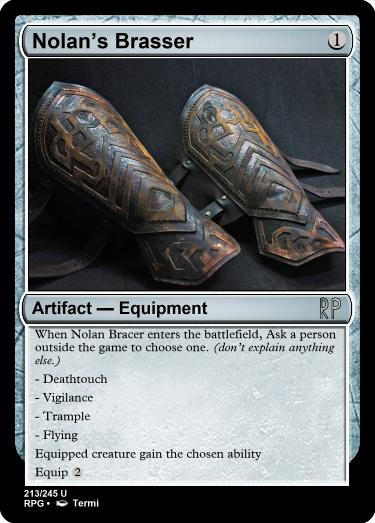 Nolan's Brasser 1
Artifact — Equipment RP
When Nolan Bracer enters the battlefield, Ask a person
outside the game to choose one. (don't explain anything
else.)
- Deathtouch
- Vigilance
- Trample
- Flying
Equipped creature gain the chosen ability
Equip 2
213/245 U
RPG • Termi